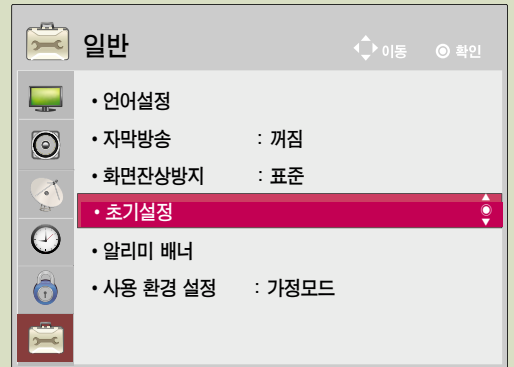 일반
이동 확인
• 언어설정
• 자막방송 : 꺼짐
• 화면잔상방지 : 표준
• 초기설정
• 알리미 배너
• 사용 환경 설정 : 가정모드